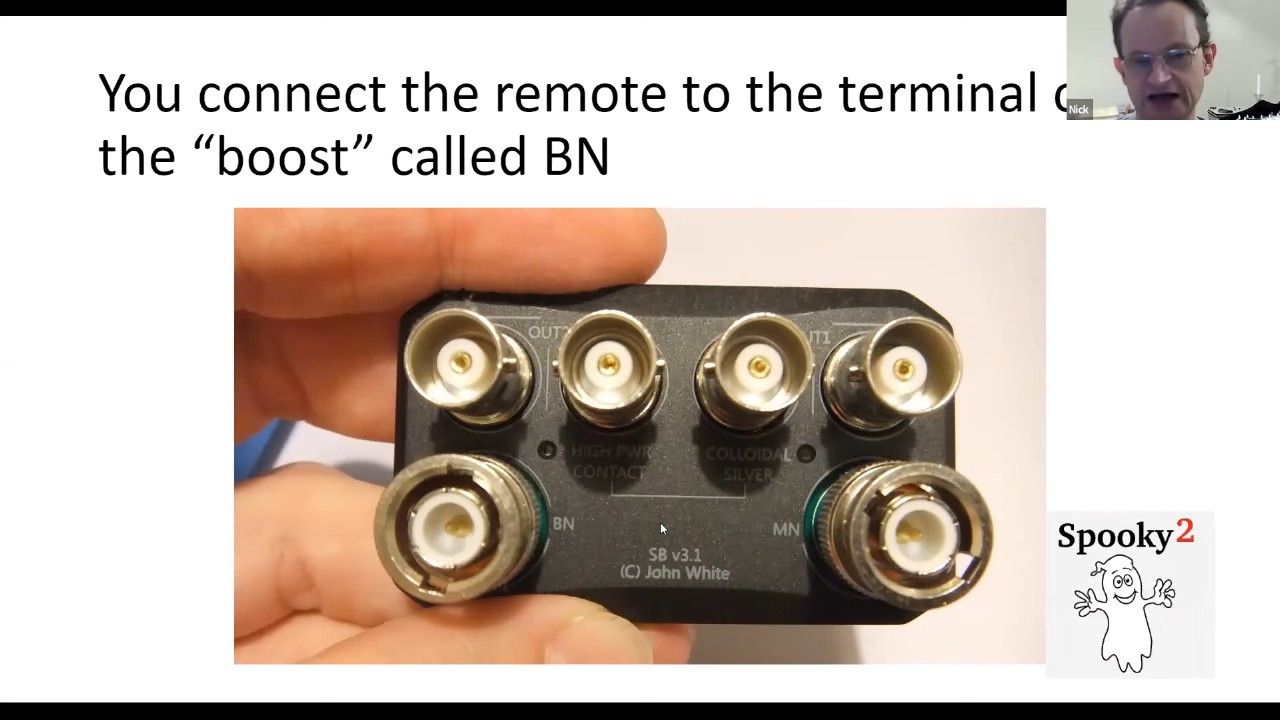 You connect the remote to the terminal
the “boost” called BN
Nick
OUT
UT1
HIGH PWR
CONTACT
COLLOIDAL
SILVER
BN
MN
SB v3.1
(C) John White
Spooky2